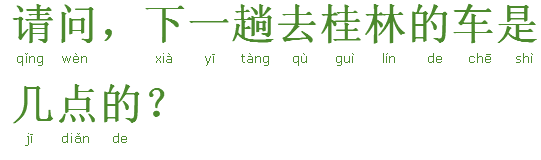 请问，下一趟去桂林的车是
qǐng wèn xià yī tàng qù guì lín de chē shì
几点的？
jī diǎn de